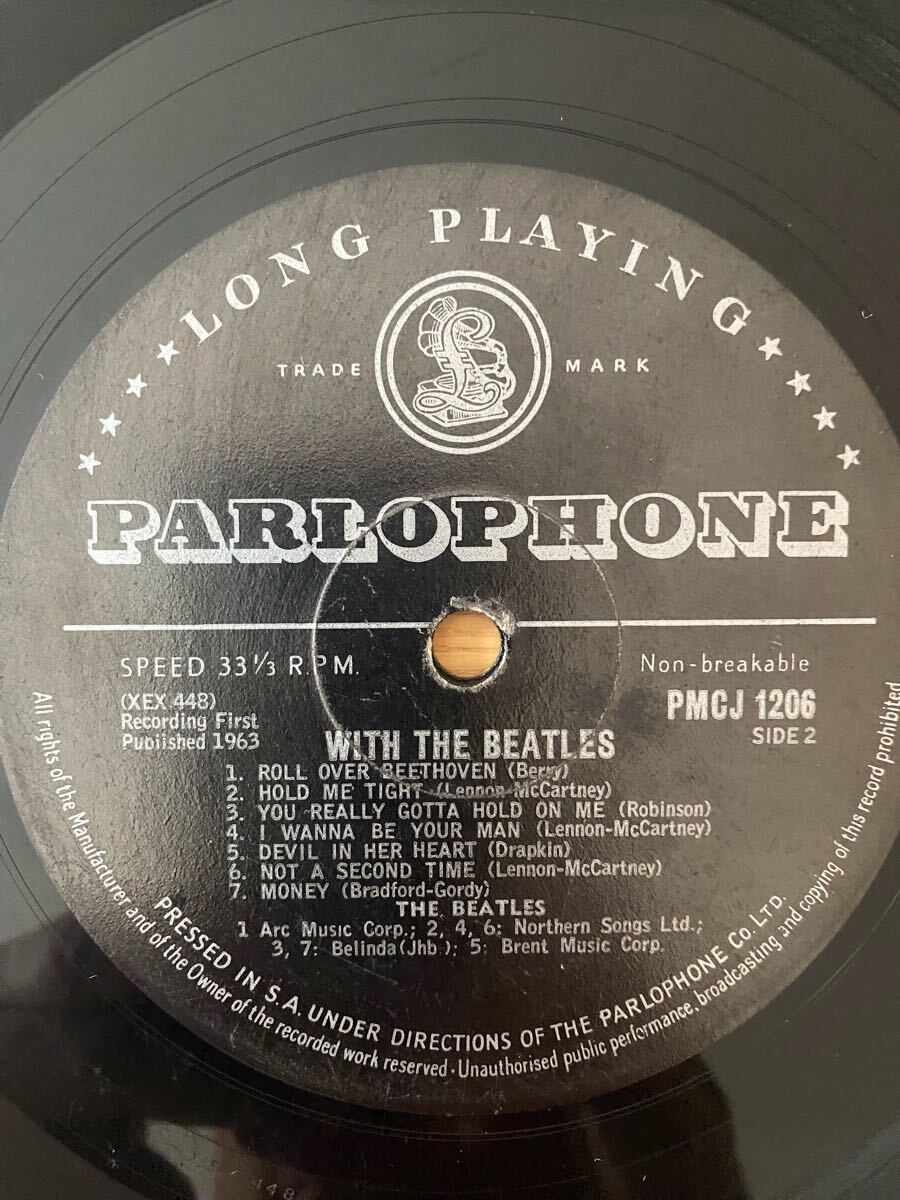 LONG PLAYING
TRADE MARK
£
PARLOPHONE
SPEED 33⅓ R.P.M.
Non-breakable
(XEX 448)
Recording First
Published 1963
PMCJ 1206
SIDE 2
WITH THE BEATLES
1. ROLL OVER BEETHOVEN (Berry)
2. HOLD ME TIGHT (Lennon-McCartney)
3. YOU REALLY GOTTA HOLD ON ME (Robinson)
4. I WANNA BE YOUR MAN (Lennon-McCartney)
5. DEVIL IN HER HEART (Drapkin)
6. NOT A SECOND TIME (Lennon-McCartney)
7. MONEY (Bradford-Gordy)
THE BEATLES
1 Arc Music Corp.; 2, 4, 6: Northern Songs Ltd.;
3, 7: Belinda (Jhb.); 5: Brent Music Corp.
PRESSED IN S.A. UNDER DIRECTIONS OF THE PARLOPHONE CO. LTD.
All rights of the Manufacturer and of the Owner of the recorded work reserved · Unauthorised public performance, broadcasting and copying of this record prohibited
448